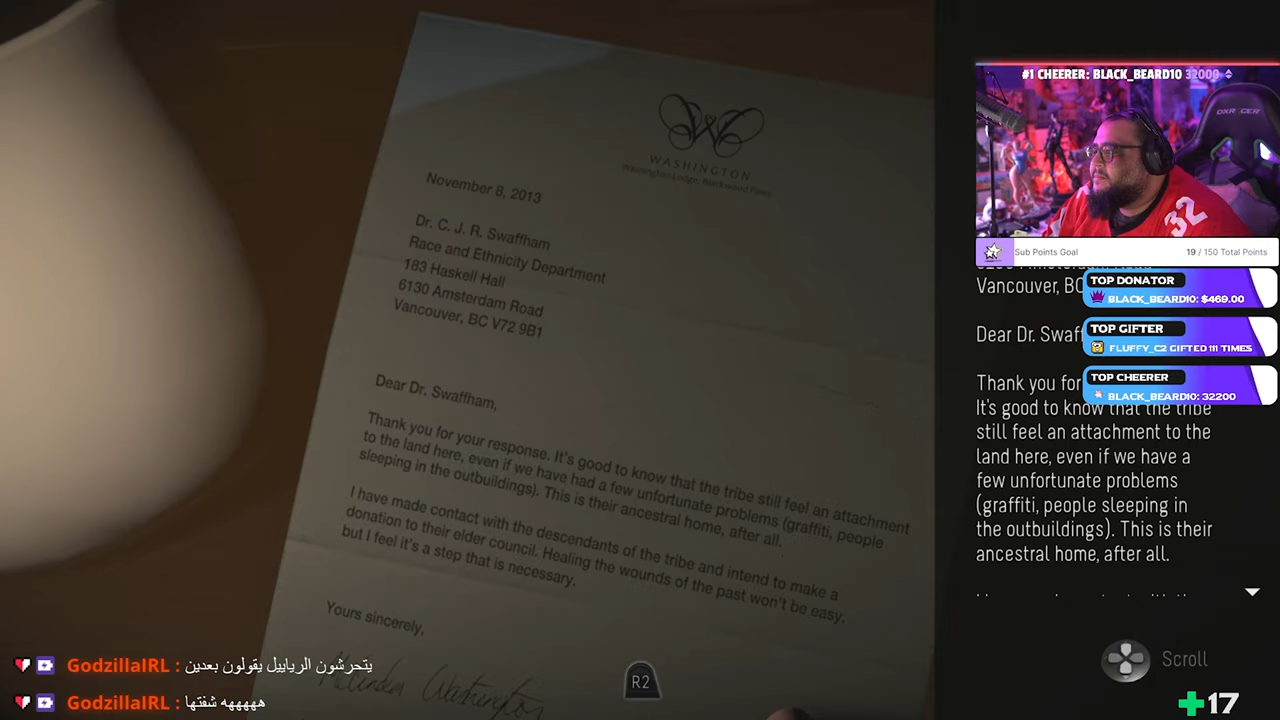 WASHINGTON
Washington Lodge, Blackwood Pines
November 8, 2013
Dr. C. J. R. Swaffham
Race and Ethnicity Department
183 Haskell Hall
6130 Amsterdam Road
Vancouver, BC V72 9B1
Dear Dr. Swaffham,
Thank you for your response. It's good to know that the tribe still feel an attachment
to the land here, even if we have had a few unfortunate problems (graffiti, people
sleeping in the outbuildings). This is their ancestral home, after all.
I have made contact with the descendants of the tribe and intend to make a
donation to their elder council. Healing the wounds of the past won't be easy,
but I feel it's a step that is necessary.
Yours sincerely,
Melinda Washington
R2
#1 CHEERER: BLACK_BEARD10 32000
DXRACER
32
Sub Points Goal
19 / 150 Total Points
Vancouver, BC
TOP DONATOR
BLACK_BEARD10: $469.00
Dear Dr. Swaff
TOP GIFTER
FLUFFY_C2 GIFTED 111 TIMES
TOP CHEERER
BLACK_BEARD10: 32200
Thank you for
It's good to know that the tribe
still feel an attachment to the
land here, even if we have a
few unfortunate problems
(graffiti, people sleeping in
the outbuildings). This is their
ancestral home, after all.
Scroll
+17
GodzillaIRL : يتحرشون الريابيل يقولون بعدين
GodzillaIRL : هههههه شفتها